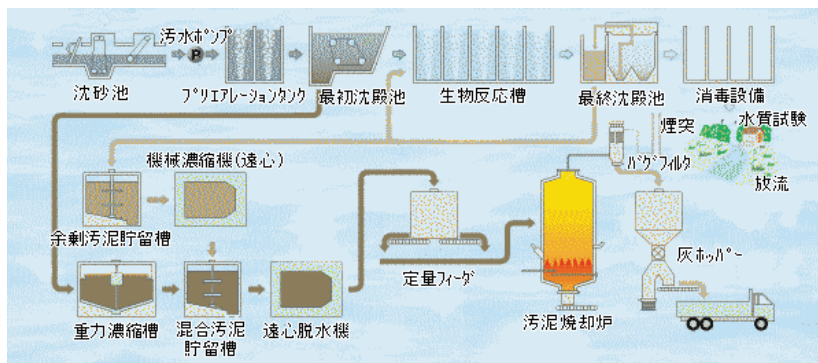 汚水ポンプ
P
沈砂池
プリエアレーションタンク
最初沈殿池
生物反応槽
最終沈殿池
消毒設備
煙突
水質試験
バグフィルタ
放流
機械濃縮機(遠心)
余剰汚泥貯留槽
定量フィーダ
灰ホッパー
重力濃縮槽
混合汚泥
貯留槽
遠心脱水機
汚泥焼却炉